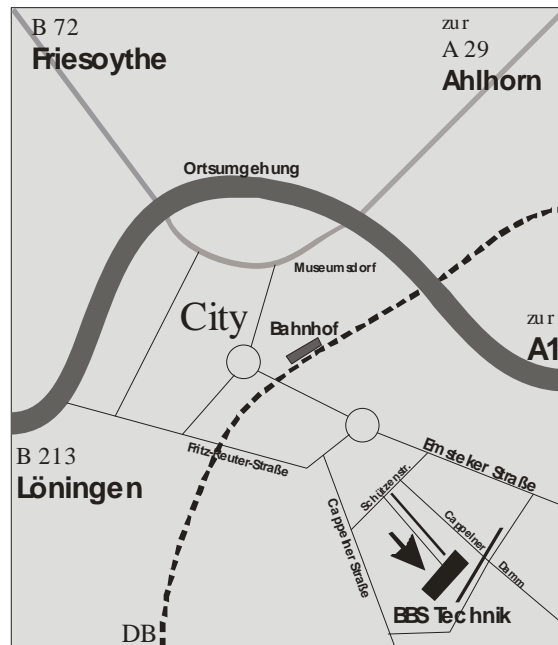 B 72
Friesoythe
zur
A 29
Ahlhorn
Ortsumgehung
Museumsdorf
City
Bahnhof
zur
A1
B 213
Löningen
Fritz-Reuter-Straße
Emsteker Straße
Schützenstr.
Cappelner Straße
Cappelner
Damm
BBS Technik
DB